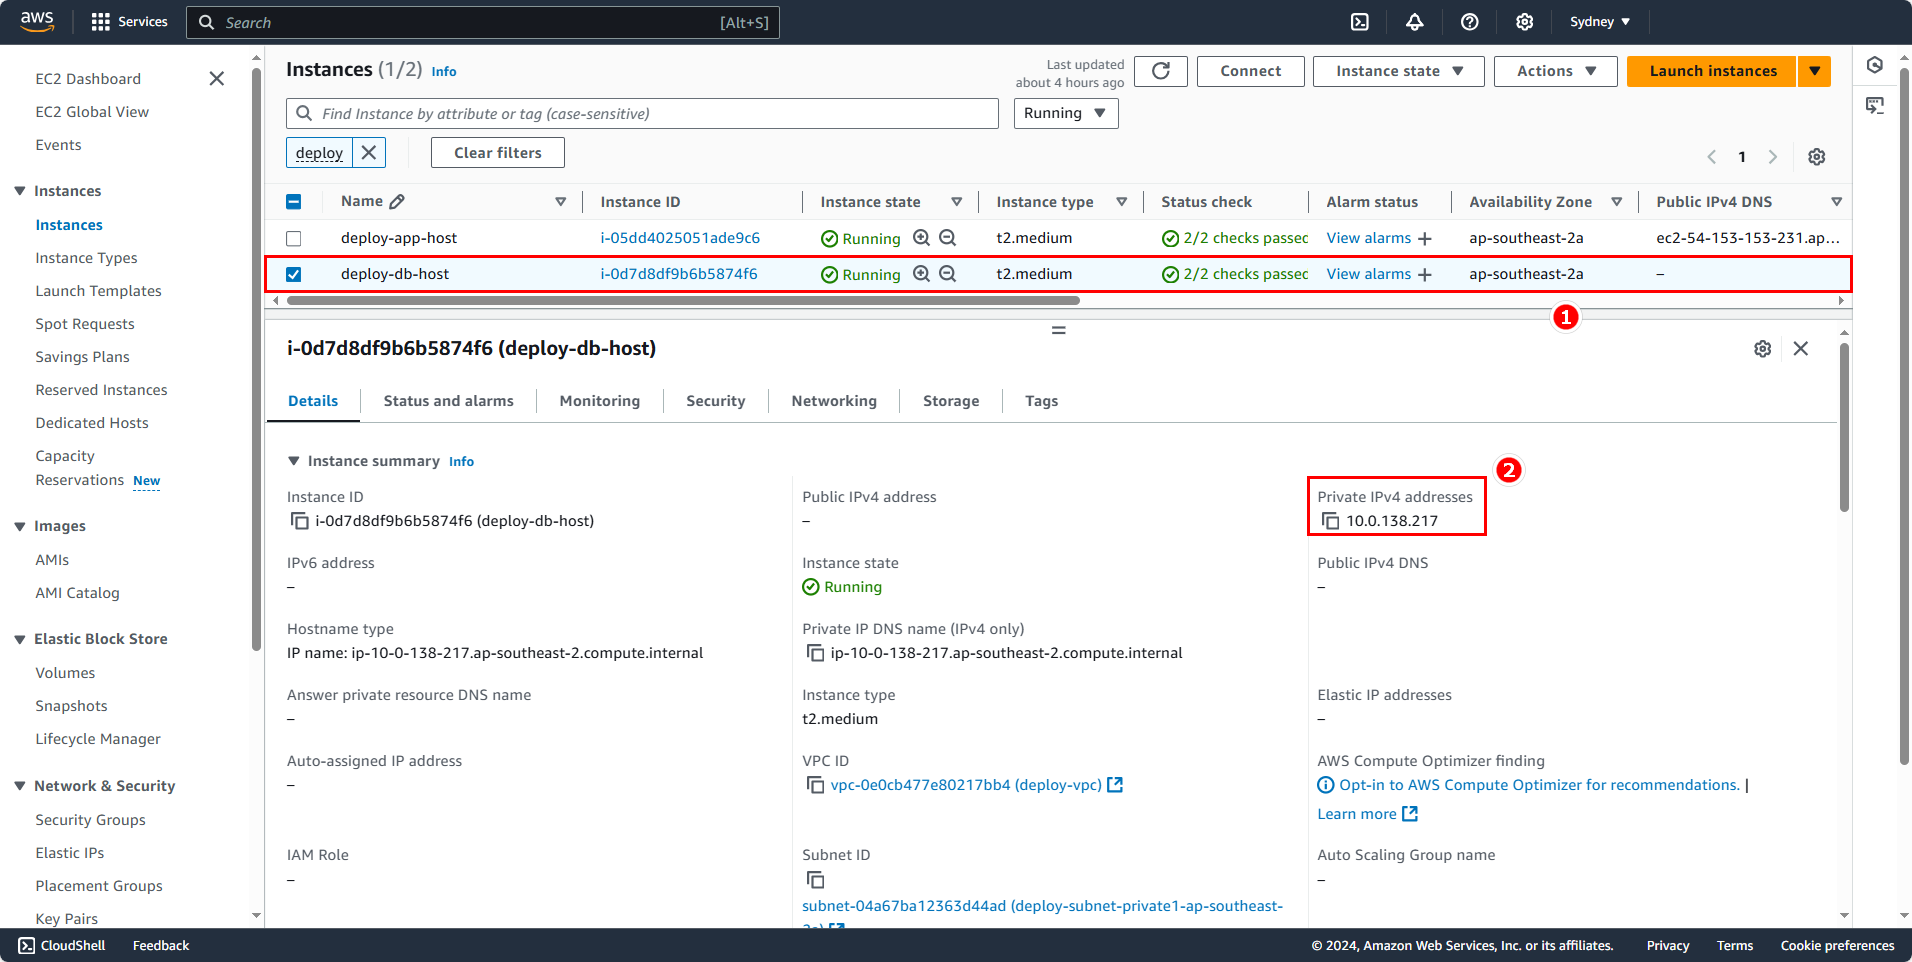 aws
Services
Search
[Alt+S]
Sydney
EC2 Dashboard
EC2 Global View
Events
Instances
Instances
Instance Types
Launch Templates
Spot Requests
Savings Plans
Reserved Instances
Dedicated Hosts
Capacity
Reservations New
Images
AMIs
AMI Catalog
Elastic Block Store
Volumes
Snapshots
Lifecycle Manager
Network & Security
Security Groups
Elastic IPs
Placement Groups
Key Pairs
Instances (1/2) Info
Last updated
about 4 hours ago
Connect
Instance state
Actions
Launch instances
Find Instance by attribute or tag (case-sensitive)
Running
deploy
Clear filters
1
Name Instance ID Instance state Instance type Status check Alarm status Availability Zone Public IPv4 DNS
deploy-app-host i-05dd4025051ade9c6 Running t2.medium 2/2 checks passed View alarms + ap-southeast-2a ec2-54-153-153-231.ap...
deploy-db-host i-0d7d8df9b6b5874f6 Running t2.medium 2/2 checks passed View alarms + ap-southeast-2a –
1
i-0d7d8df9b6b5874f6 (deploy-db-host)
Details Status and alarms Monitoring Security Networking Storage Tags
Instance summary Info
2
Instance ID
i-0d7d8df9b6b5874f6 (deploy-db-host)
Public IPv4 address
–
Private IPv4 addresses
10.0.138.217
IPv6 address
–
Instance state
Running
Public IPv4 DNS
–
Hostname type
IP name: ip-10-0-138-217.ap-southeast-2.compute.internal
Private IP DNS name (IPv4 only)
ip-10-0-138-217.ap-southeast-2.compute.internal
Answer private resource DNS name
–
Instance type
t2.medium
Elastic IP addresses
–
Auto-assigned IP address
–
VPC ID
vpc-0e0cb477e80217bb4 (deploy-vpc)
AWS Compute Optimizer finding
Opt-in to AWS Compute Optimizer for recommendations. |
Learn more
IAM Role
–
Subnet ID
subnet-04a67ba12363d44ad (deploy-subnet-private1-ap-southeast-
2a)
Auto Scaling Group name
–
CloudShell
Feedback
© 2024, Amazon Web Services, Inc. or its affiliates.
Privacy
Terms
Cookie preferences